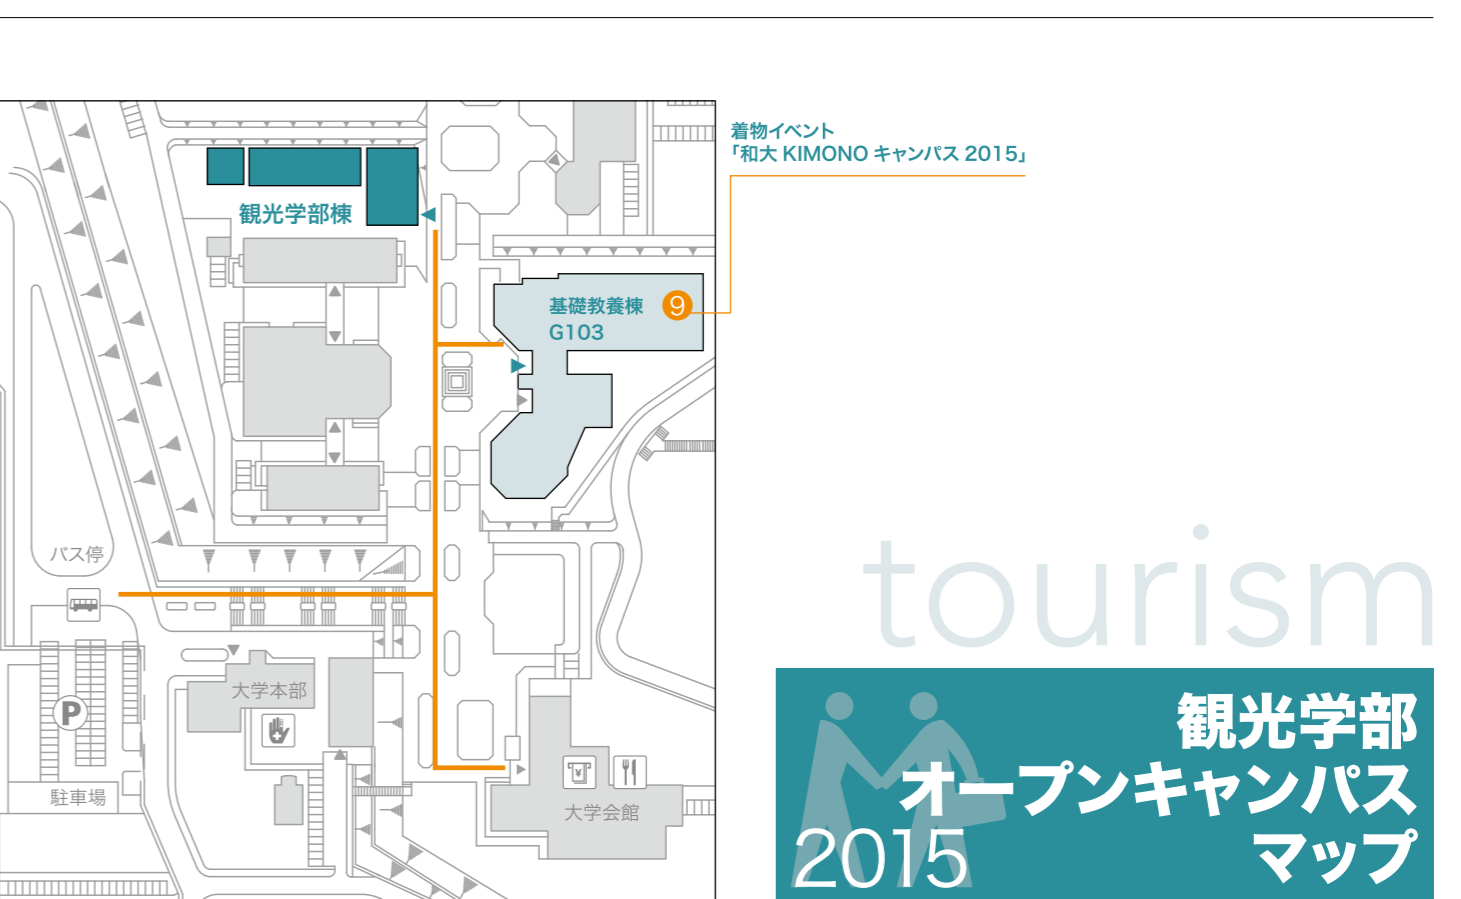 着物イベント
「和大 KIMONO キャンパス 2015」
観光学部棟
基礎教養棟
9
G103
バス停
大学本部
P
駐車場
¥
大学会館
tourism
観光学部
オープンキャンパス
2015
マップ